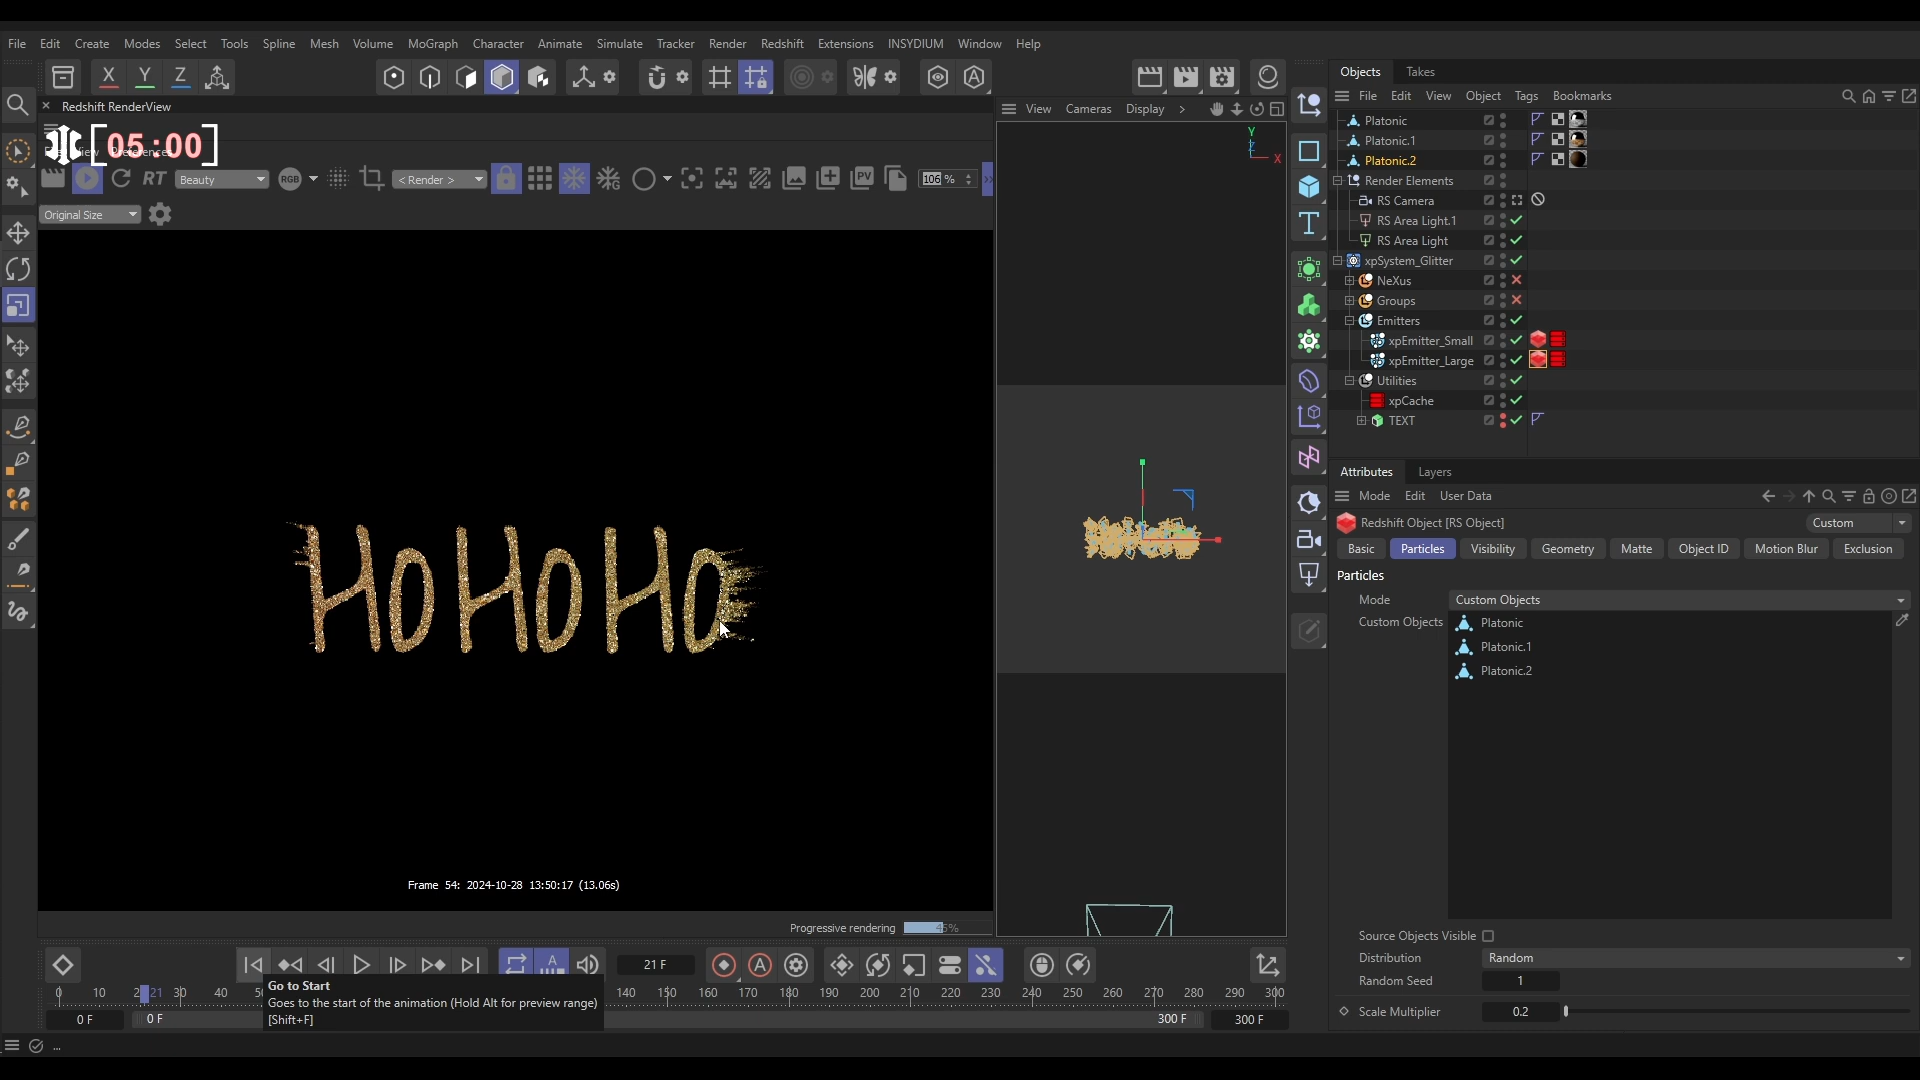 File Edit Create Modes Select Tools Spline Mesh Volume MoGraph Character Animate Simulate Tracker Render Redshift Extensions INSYDIUM Window Help
X Y Z
Redshift RenderView
[05:00]
RT Beauty RGB < Render > PV 106 %
Original Size
HoHoHo
Frame 54: 2024-10-28 13:50:17 (13.06s)
Progressive rendering 45%
View Cameras Display
Y
Z
X
Objects Takes
File Edit View Object Tags Bookmarks
Platonic
Platonic.1
Platonic.2
Render Elements
RS Camera
RS Area Light.1
RS Area Light
xpSystem_Glitter
NeXus
Groups
Emitters
xpEmitter_Small
xpEmitter_Large
Utilities
xpCache
TEXT
Attributes Layers
Mode Edit User Data
Redshift Object [RS Object] Custom
Basic Particles Visibility Geometry Matte Object ID Motion Blur Exclusion
Particles
Mode Custom Objects
Custom Objects Platonic
Platonic.1
Platonic.2
Source Objects Visible
Distribution Random
Random Seed 1
Scale Multiplier 0.2
21 F
0 10 21 30 40 140 150 160 170 180 190 200 210 220 230 240 250 260 270 280 290 300
Go to Start
Goes to the start of the animation (Hold Alt for preview range)
[Shift+F]
0 F 0 F 300 F 300 F
...